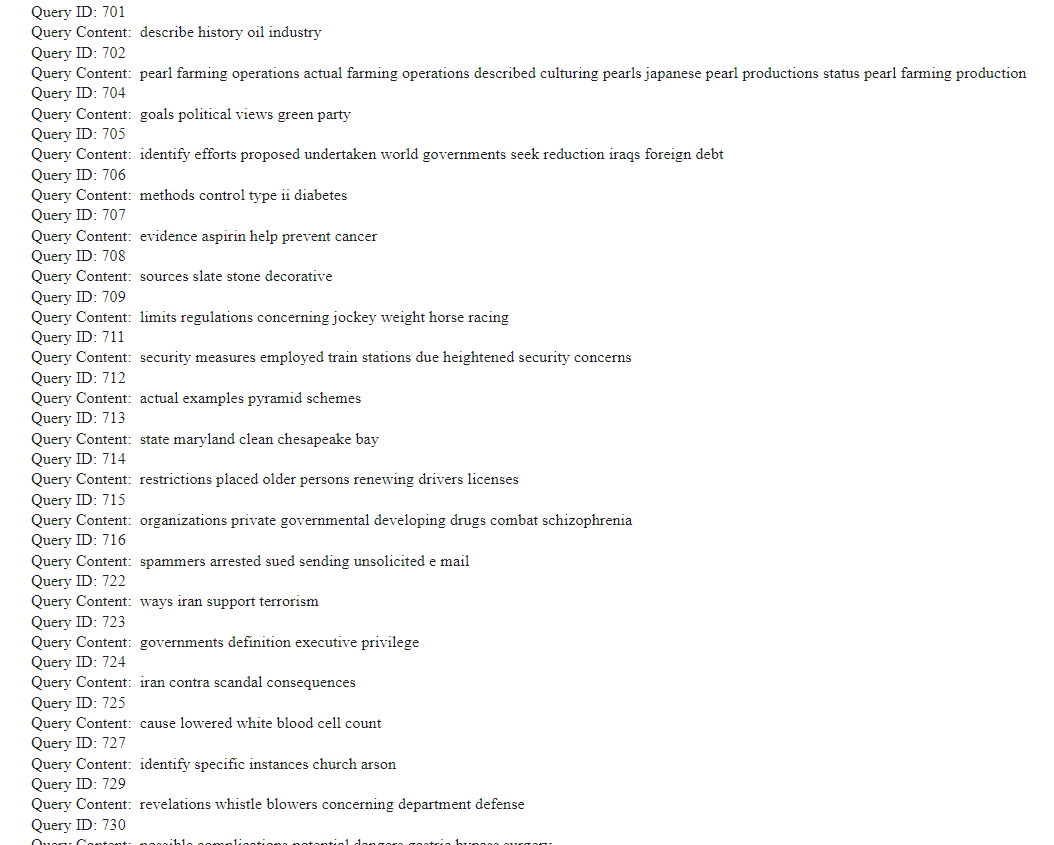 Query ID: 701
Query Content: describe history oil industry
Query ID: 702
Query Content: pearl farming operations actual farming operations described culturing pearls japanese pearl productions status pearl farming production
Query ID: 704
Query Content: goals political views green party
Query ID: 705
Query Content: identify efforts proposed undertaken world governments seek reduction iraqs foreign debt
Query ID: 706
Query Content: methods control type ii diabetes
Query ID: 707
Query Content: evidence aspirin help prevent cancer
Query ID: 708
Query Content: sources slate stone decorative
Query ID: 709
Query Content: limits regulations concerning jockey weight horse racing
Query ID: 711
Query Content: security measures employed train stations due heightened security concerns
Query ID: 712
Query Content: actual examples pyramid schemes
Query ID: 713
Query Content: state maryland clean chesapeake bay
Query ID: 714
Query Content: restrictions placed older persons renewing drivers licenses
Query ID: 715
Query Content: organizations private governmental developing drugs combat schizophrenia
Query ID: 716
Query Content: spammers arrested sued sending unsolicited e mail
Query ID: 722
Query Content: ways iran support terrorism
Query ID: 723
Query Content: governments definition executive privilege
Query ID: 724
Query Content: iran contra scandal consequences
Query ID: 725
Query Content: cause lowered white blood cell count
Query ID: 727
Query Content: identify specific instances church arson
Query ID: 729
Query Content: revelations whistle blowers concerning department defense
Query ID: 730
Query Content: possible complications potential dangers gastric bypass surgery